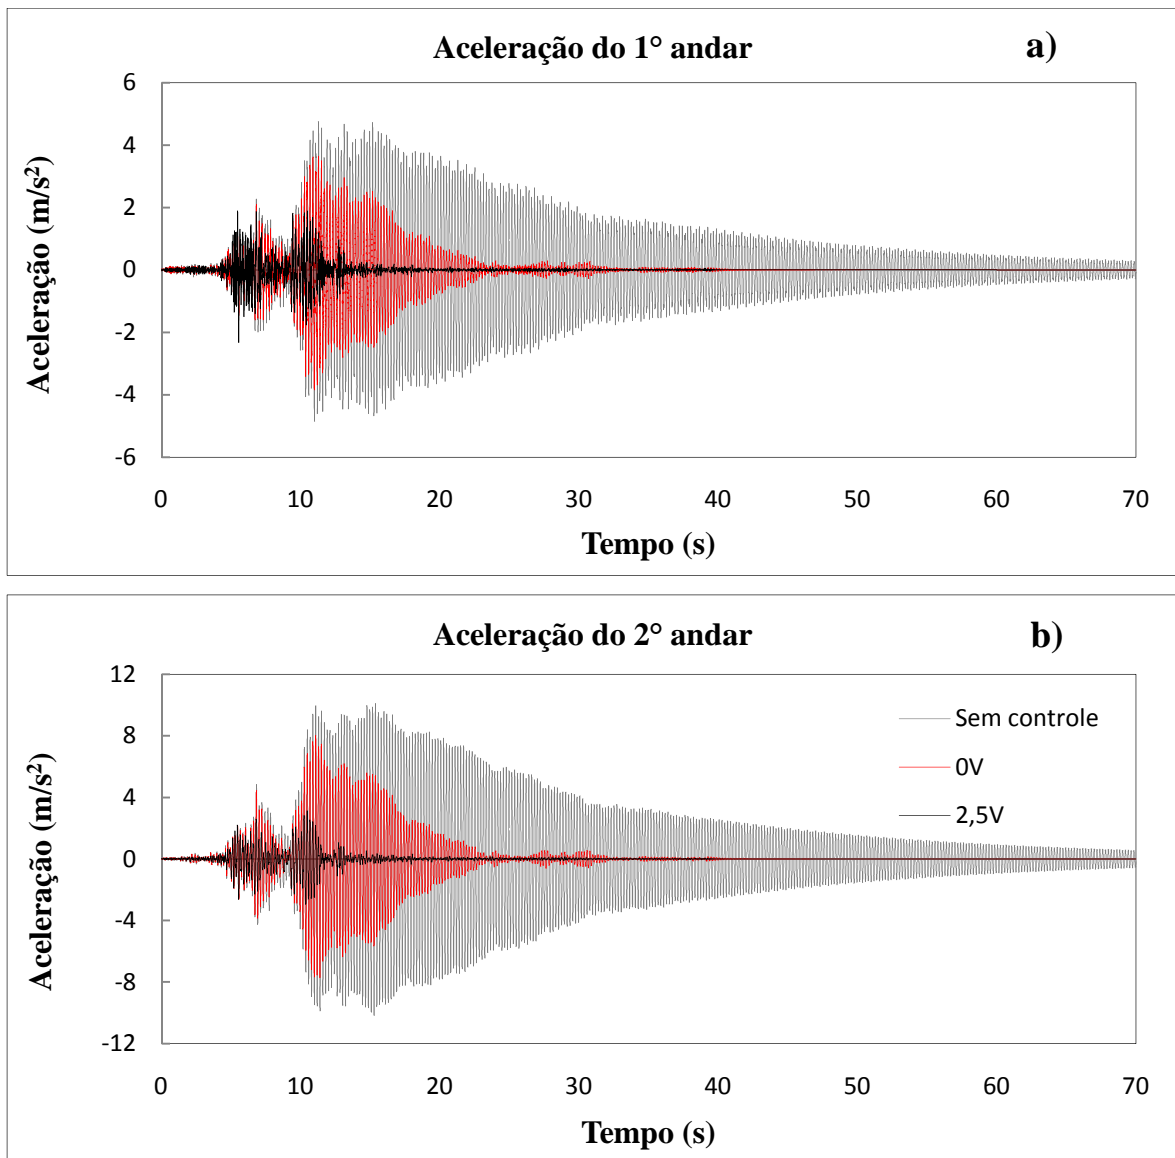 Aceleração do 1° andar
a)
Aceleração (m/s²)
6
4
2
0
-2
-4
-6
0 10 20 30 40 50 60 70
Tempo (s)
Aceleração do 2° andar
b)
Aceleração (m/s²)
12
8
4
0
-4
-8
-12
Sem controle
0V
2,5V
0 10 20 30 40 50 60 70
Tempo (s)